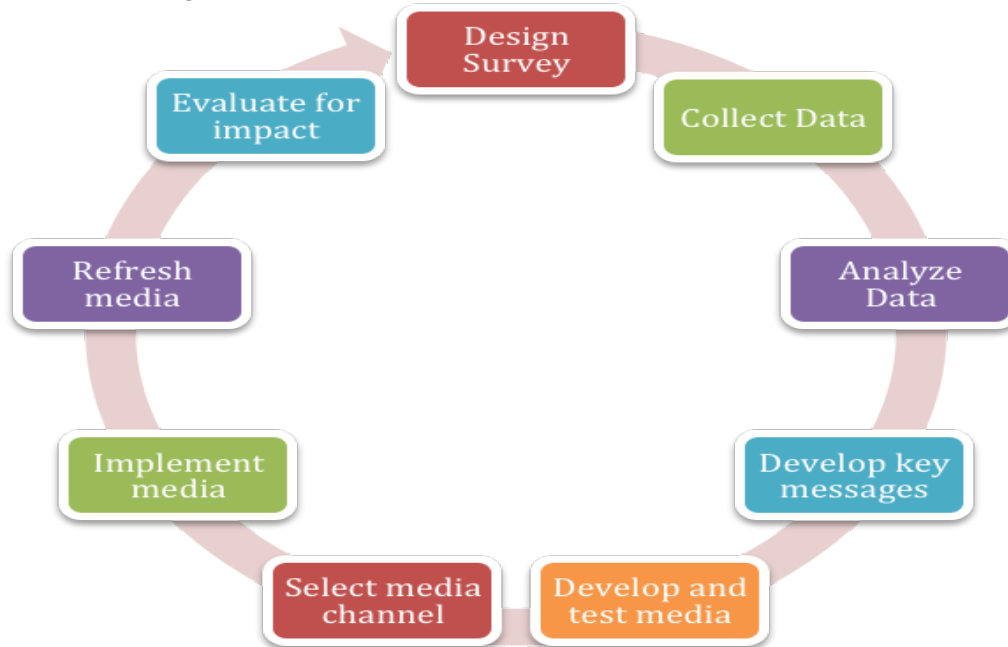 Design
Survey
Collect Data
Analyze
Data
Develop key
messages
Develop and
test media
Select media
channel
Implement
media
Refresh
media
Evaluate for
impact